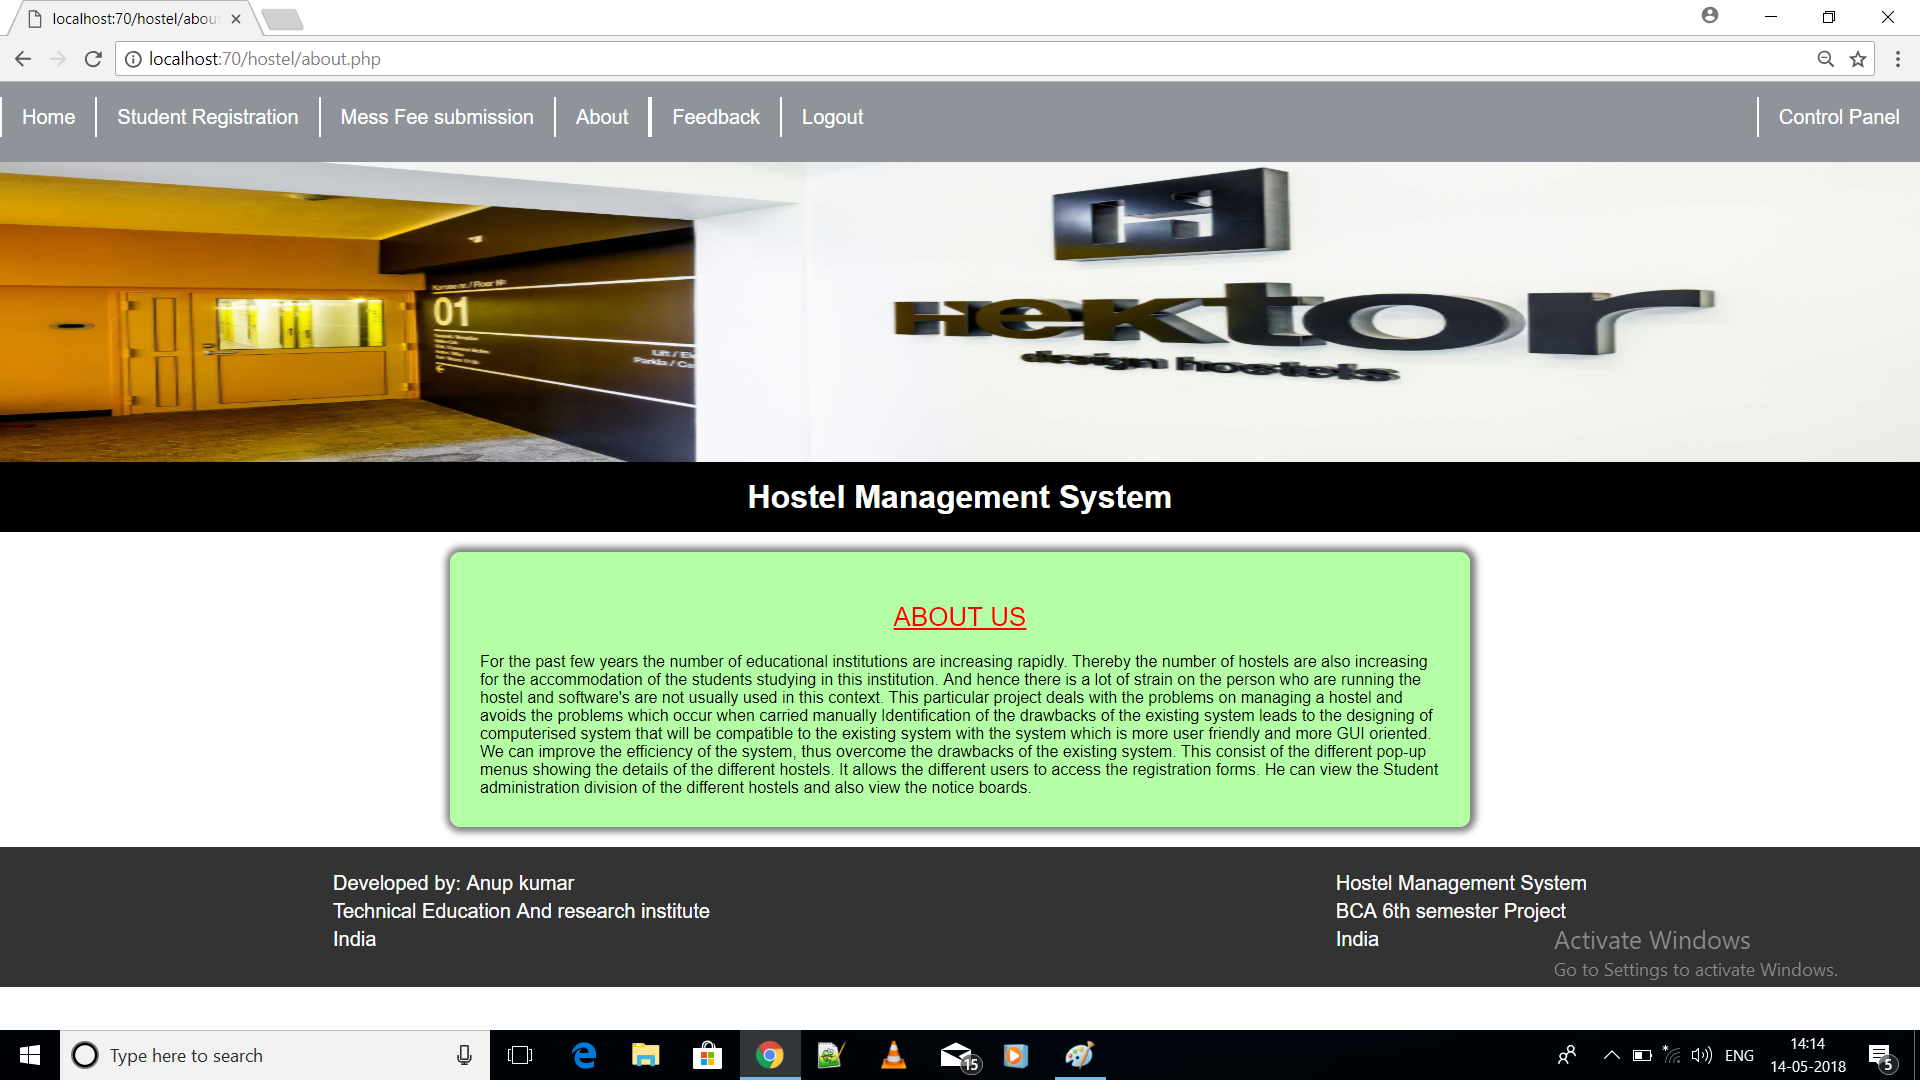 localhost:70/hostel/abou
localhost:70/hostel/about.php
Home
Student Registration
Mess Fee submission
About
Feedback
Logout
Control Panel
01
Hektor
design hostels
Hostel Management System
ABOUT US
For the past few years the number of educational institutions are increasing rapidly. Thereby the number of hostels are also increasing
for the accommodation of the students studying in this institution. And hence there is a lot of strain on the person who are running the
hostel and software's are not usually used in this context. This particular project deals with the problems on managing a hostel and
avoids the problems which occur when carried manually Identification of the drawbacks of the existing system leads to the designing of
computerised system that will be compatible to the existing system with the system which is more user friendly and more GUI oriented.
We can improve the efficiency of the system, thus overcome the drawbacks of the existing system. This consist of the different pop-up
menus showing the details of the different hostels. It allows the different users to access the registration forms. He can view the Student
administration division of the different hostels and also view the notice boards.
Developed by: Anup kumar
Technical Education And research institute
India
Hostel Management System
BCA 6th semester Project
India
Activate Windows
Go to Settings to activate Windows.
Type here to search
15
ENG
14:14
14-05-2018
5